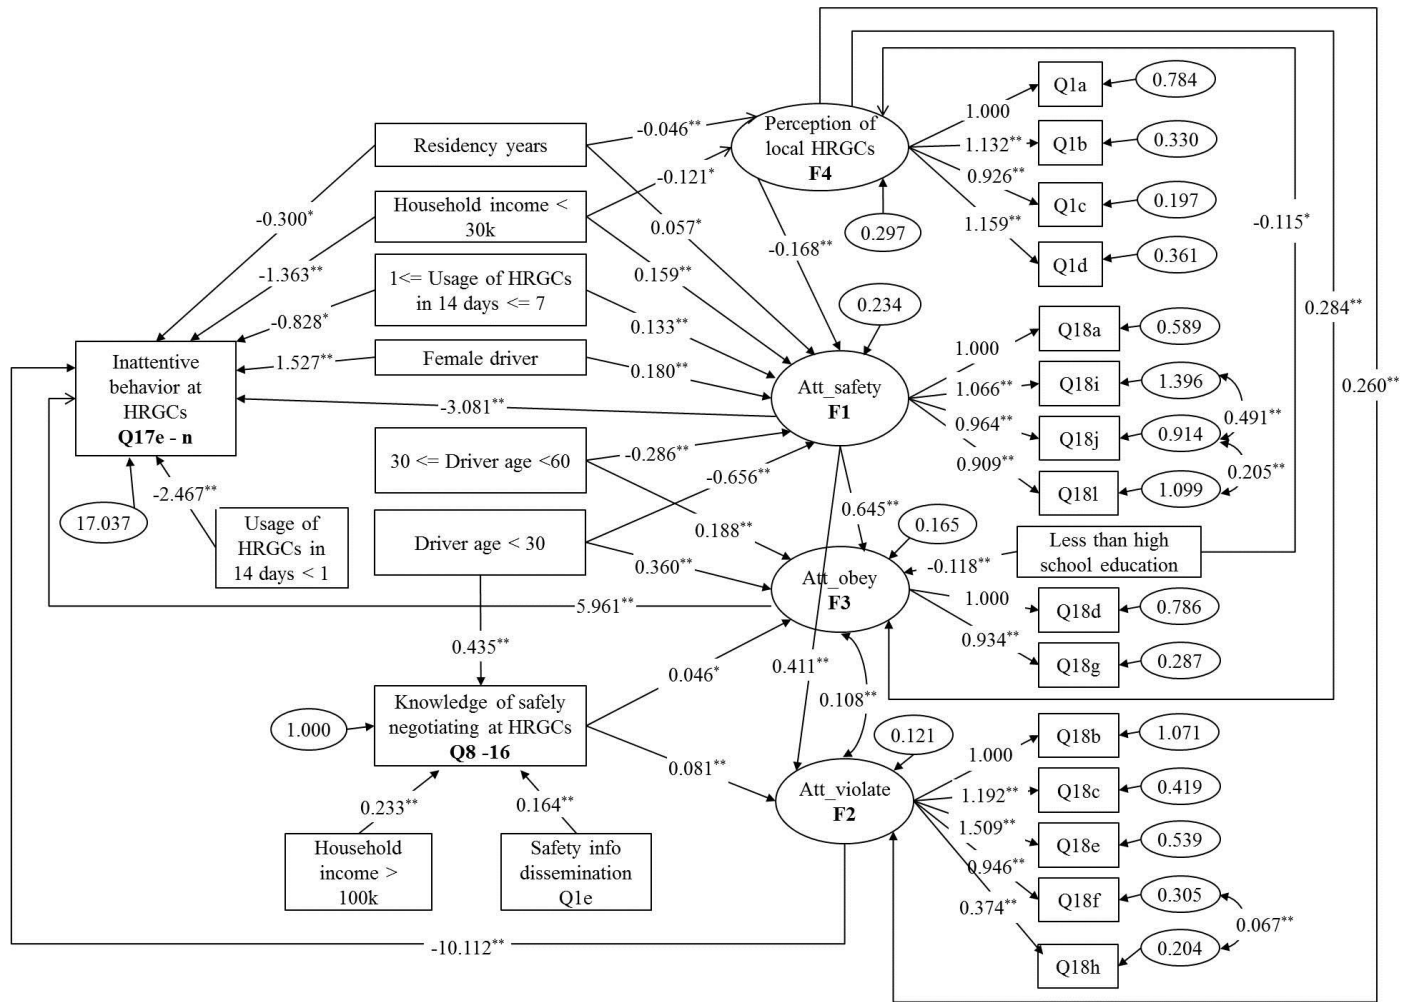 Q1a
0.784
1.000
Perception of
local HRGCs
F4
-0.046**
Residency years
1.132**
Q1b
0.330
0.926**
-0.121*
Q1c
0.197
Household income <
30k
-0.300*
0.057*
1.159**
-0.115*
0.297
-0.168**
Q1d
0.361
-1.363**
0.159**
1<= Usage of HRGCs
in 14 days <= 7
0.234
0.284**
-0.828*
0.133**
Q18a
0.589
1.000
Inattentive
behavior at
HRGCs
Q17e - n
1.527**
Female driver
0.180**
Att_safety
F1
1.066**
Q18i
1.396
0.260**
-3.081**
0.964**
0.491**
Q18j
0.914
30 <= Driver age <60
-0.286**
0.909**
0.205**
-0.656**
Q18l
1.099
-2.467**
17.037
0.645**
Usage of
HRGCs in
14 days < 1
Driver age < 30
0.188**
0.165
Less than high
school education
0.360**
-0.118**
Att_obey
F3
1.000
5.961**
Q18d
0.786
0.934**
0.435**
0.411**
Q18g
0.287
0.046*
0.108**
Knowledge of safely
negotiating at HRGCs
Q8 -16
1.000
0.121
Q18b
1.071
1.000
0.081**
Att_violate
F2
1.192**
Q18c
0.419
0.233**
0.164**
1.509**
Q18e
0.539
Household
income >
100k
Safety info
dissemination
Q1e
0.946**
Q18f
0.305
0.374**
0.067**
-10.112**
Q18h
0.204